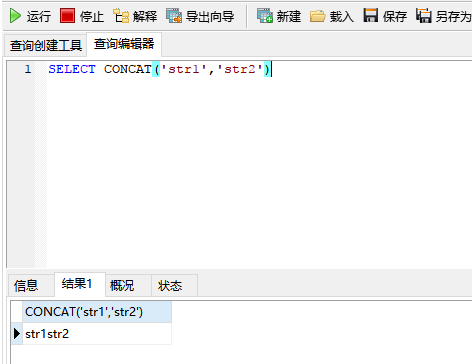 运行 停止 解释 导出向导 新建 载入 保存 另存为
查询创建工具 查询编辑器
1 SELECT CONCAT('str1','str2')
信息 结果1 概况 状态
CONCAT('str1','str2')
str1str2